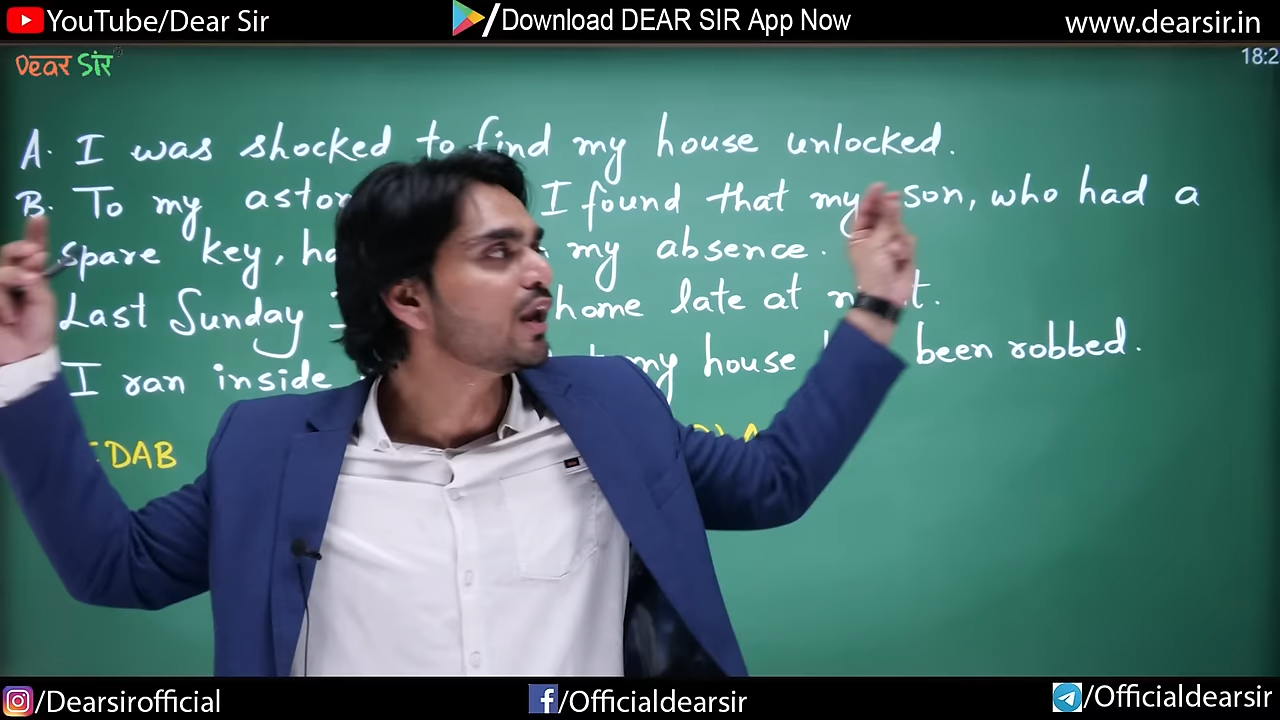 YouTube/Dear Sir
/Download DEAR SIR App Now
www.dearsir.in
Dear Sir
18:2
A. I was shocked to find my house unlocked.
B. To my I found that my son, who had a
spare key, my absence.
Last Sunday home late at
I ran inside my house been robbed.
DAB
/Dearsirofficial
/Officialdearsir
/Officialdearsir